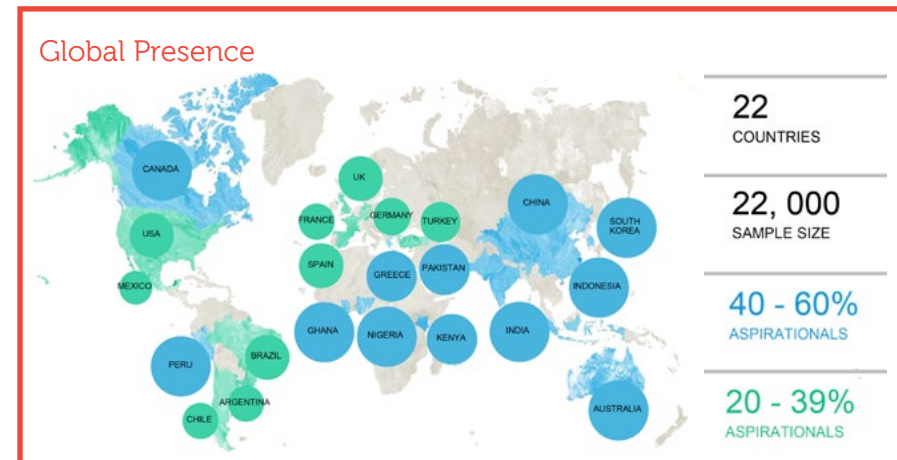 Global Presence
CANADA
USA
MEXICO
PERU
BRAZIL
ARGENTINA
CHILE
UK
FRANCE
GERMANY
TURKEY
SPAIN
GREECE
PAKISTAN
GHANA
NIGERIA
KENYA
INDIA
CHINA
SOUTH
KOREA
INDONESIA
AUSTRALIA
22
COUNTRIES
22, 000
SAMPLE SIZE
40 - 60%
ASPIRATIONALS
20 - 39%
ASPIRATIONALS